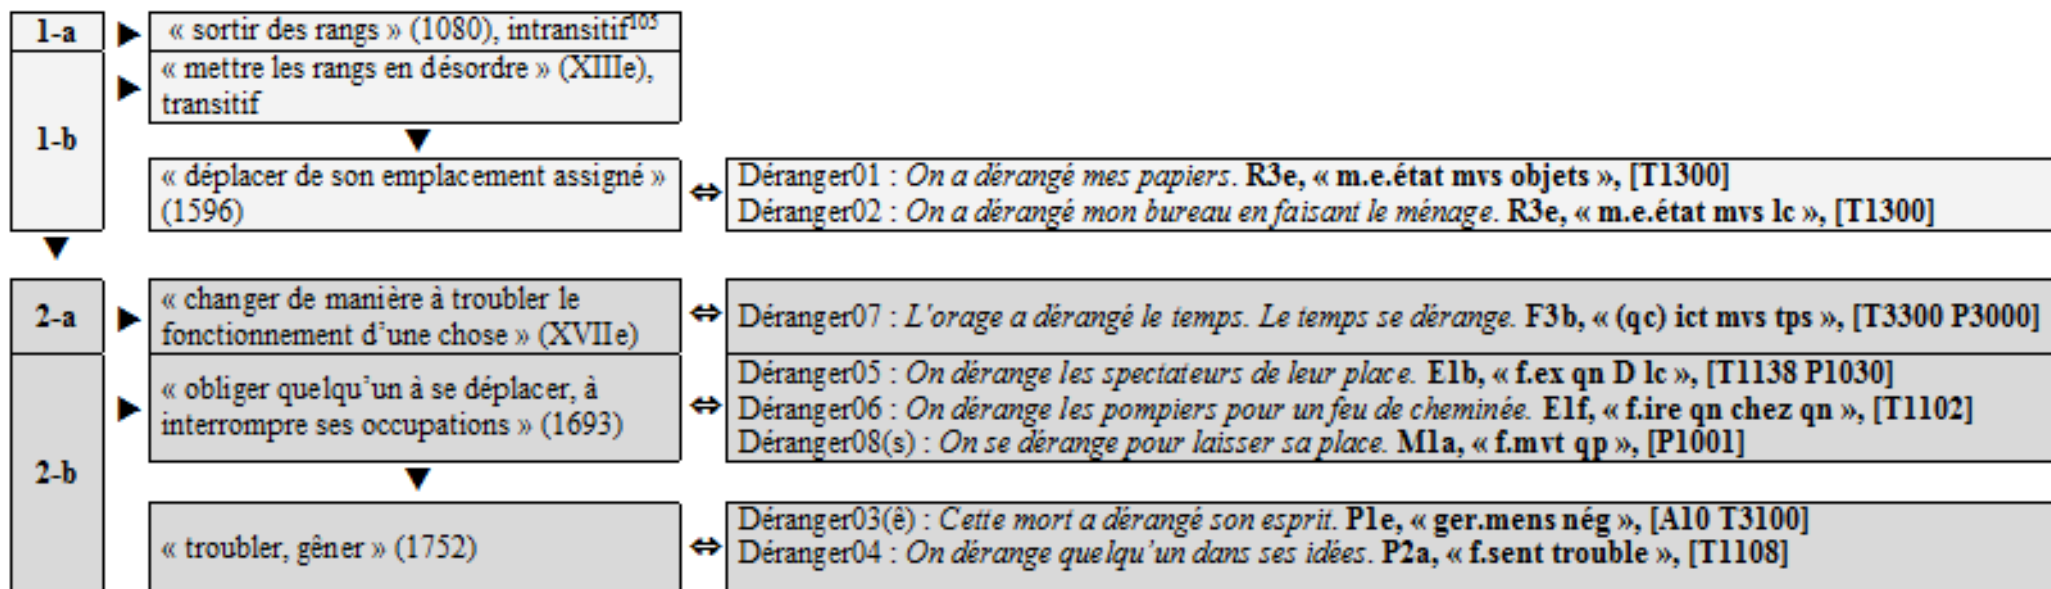 1-a
« sortir des rangs » (1080), intransitif¹⁰⁵
1-b
« mettre les rangs en désordre » (XIIIe),
transitif
« déplacer de son emplacement assigné »
(1596)
Déranger01 : On a dérangé mes papiers. R3e, « m.e.état mvs objets », [T1300]
Déranger02 : On a dérangé mon bureau en faisant le ménage. R3e, « m.e.état mvs lc », [T1300]
2-a
« changer de manière à troubler le
fonctionnement d’une chose » (XVIIe)
Déranger07 : L'orage a dérangé le temps. Le temps se dérange. F3b, « (qc) ict mvs tps », [T3300 P3000]
2-b
« obliger quelqu’un à se déplacer, à
interrompre ses occupations » (1693)
Déranger05 : On dérange les spectateurs de leur place. E1b, « f.ex qn D lc », [T1138 P1030]
Déranger06 : On dérange les pompiers pour un feu de cheminée. E1f, « f.ire qn chez qn », [T1102]
Déranger08(s) : On se dérange pour laisser sa place. M1a, « f.mvt qp », [P1001]
« troubler, gêner » (1752)
Déranger03(ê) : Cette mort a dérangé son esprit. P1e, « ger.mens nég », [A10 T3100]
Déranger04 : On dérange quelqu’un dans ses idées. P2a, « f.sent trouble », [T1108]